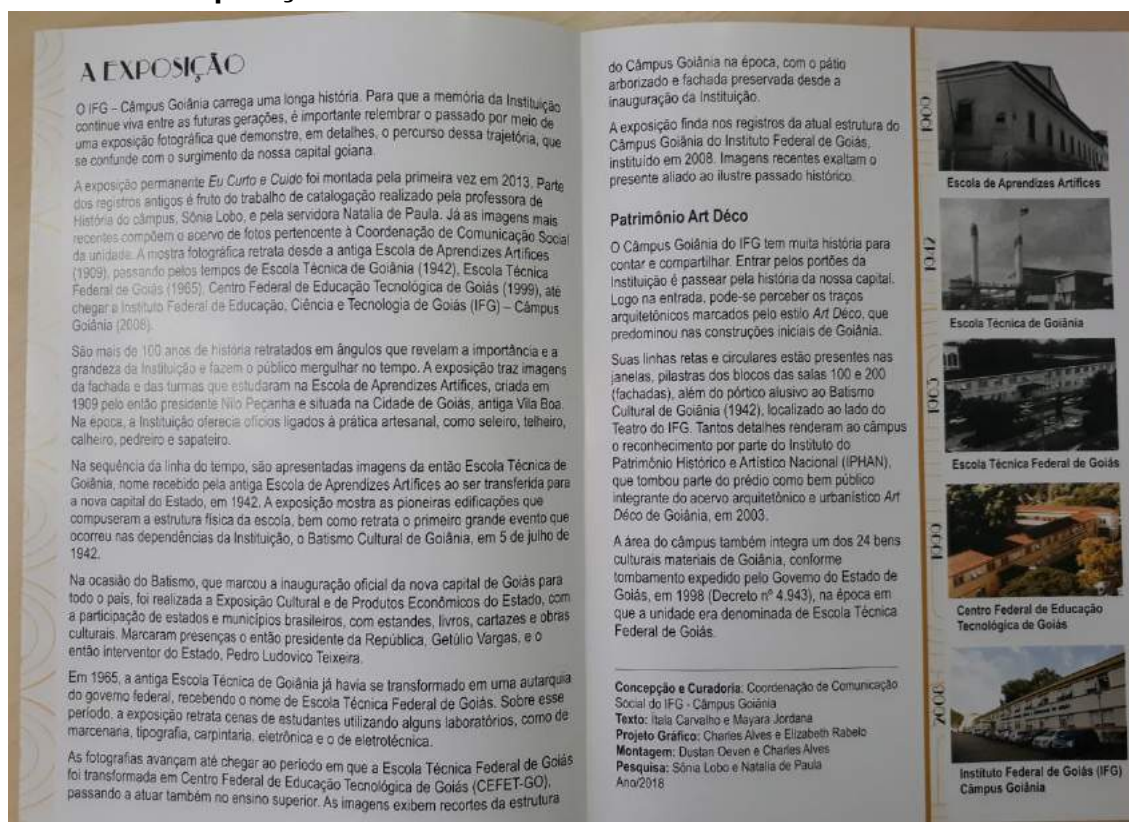 A EXPOSIÇÃO
O IFG – Câmpus Goiânia carrega uma longa história. Para que a memória da Instituição
continue viva entre as futuras gerações, é importante relembrar o passado por meio de
uma exposição fotográfica que demonstre, em detalhes, o percurso dessa trajetória, que
se confunde com o surgimento da nossa capital goiana.
A exposição permanente Eu Curto e Cuido foi montada pela primeira vez em 2013. Parte
dos registros antigos é fruto do trabalho de catalogação realizado pela professora de
História do câmpus, Sônia Lobo, e pela servidora Natalia de Paula. Já as imagens mais
recentes compõem o acervo de fotos pertencente à Coordenação de Comunicação Social
da unidade. A mostra fotográfica retrata desde a antiga Escola de Aprendizes Artífices
(1909), passando pelos tempos de Escola Técnica de Goiânia (1942), Escola Técnica
Federal de Goiás (1965), Centro Federal de Educação Tecnológica de Goiás (1999), até
chegar a Instituto Federal de Educação, Ciência e Tecnologia de Goiás (IFG) – Câmpus
Goiânia (2008).
São mais de 100 anos de história retratados em ângulos que revelam a importância e a
grandeza da Instituição e fazem o público mergulhar no tempo. A exposição traz imagens
da fachada e das turmas que estudaram na Escola de Aprendizes Artífices, criada em
1909 pelo então presidente Nilo Peçanha e situada na Cidade de Goiás, antiga Vila Boa.
Na época, a Instituição oferecia ofícios ligados à prática artesanal, como seleiro, telheiro,
calheiro, pedreiro e sapateiro.
Na sequência da linha do tempo, são apresentadas imagens da então Escola Técnica de
Goiânia, nome recebido pela antiga Escola de Aprendizes Artífices ao ser transferida para
a nova capital do Estado, em 1942. A exposição mostra as pioneiras edificações que
compuseram a estrutura física da escola, bem como retrata o primeiro grande evento que
ocorreu nas dependências da Instituição, o Batismo Cultural de Goiânia, em 5 de julho de
1942.
Na ocasião do Batismo, que marcou a inauguração oficial da nova capital de Goiás para
todo o país, foi realizada a Exposição Cultural e de Produtos Econômicos do Estado, com
a participação de estados e municípios brasileiros, com estandes, livros, cartazes e obras
culturais. Marcaram presenças o então presidente da República, Getúlio Vargas, e o
então interventor do Estado, Pedro Ludovico Teixeira.
Em 1965, a antiga Escola Técnica de Goiânia já havia se transformado em uma autarquia
do governo federal, recebendo o nome de Escola Técnica Federal de Goiás. Sobre esse
período, a exposição retrata cenas de estudantes utilizando alguns laboratórios, como de
marcenaria, tipografia, carpintaria, eletrônica e o de eletrotécnica.
As fotografias avançam até chegar ao período em que a Escola Técnica Federal de Goiás
foi transformada em Centro Federal de Educação Tecnológica de Goiás (CEFET-GO),
passando a atuar também no ensino superior. As imagens exibem recortes da estrutura
do Câmpus Goiânia na época, com o pátio
arborizado e fachada preservada desde a
inauguração da Instituição.
A exposição finda nos registros da atual estrutura do
Câmpus Goiânia do Instituto Federal de Goiás,
instituído em 2008. Imagens recentes exaltam o
presente aliado ao ilustre passado histórico.
Patrimônio Art Déco
O Câmpus Goiânia do IFG tem muita história para
contar e compartilhar. Entrar pelos portões da
Instituição é passear pela história da nossa capital.
Logo na entrada, pode-se perceber os traços
arquitetônicos marcados pelo estilo Art Déco, que
predominou nas construções iniciais de Goiânia.
Suas linhas retas e circulares estão presentes nas
janelas, pilastras dos blocos das salas 100 e 200
(fachadas), além do pórtico alusivo ao Batismo
Cultural de Goiânia (1942), localizado ao lado do
Teatro do IFG. Tantos detalhes renderam ao câmpus
o reconhecimento por parte do Instituto do
Patrimônio Histórico e Artístico Nacional (IPHAN),
que tombou parte do prédio como bem público
integrante do acervo arquitetônico e urbanístico Art
Déco de Goiânia, em 2003.
A área do câmpus também integra um dos 24 bens
culturais materiais de Goiânia, conforme
tombamento expedido pelo Governo do Estado de
Goiás, em 1998 (Decreto nº 4.943), na época em
que a unidade era denominada de Escola Técnica
Federal de Goiás.
Concepção e Curadoria: Coordenação de Comunicação
Social do IFG - Câmpus Goiânia
Texto: Ítala Carvalho e Mayara Jordana
Projeto Gráfico: Charles Alves e Elizabeth Rabelo
Montagem: Dustan Oeven e Charles Alves
Pesquisa: Sônia Lobo e Natalia de Paula
Ano/2018
1909
Escola de Aprendizes Artífices
1942
Escola Técnica de Goiânia
1965
Escola Técnica Federal de Goiás
1999
Centro Federal de Educação
Tecnológica de Goiás
2008
Instituto Federal de Goiás (IFG)
Câmpus Goiânia